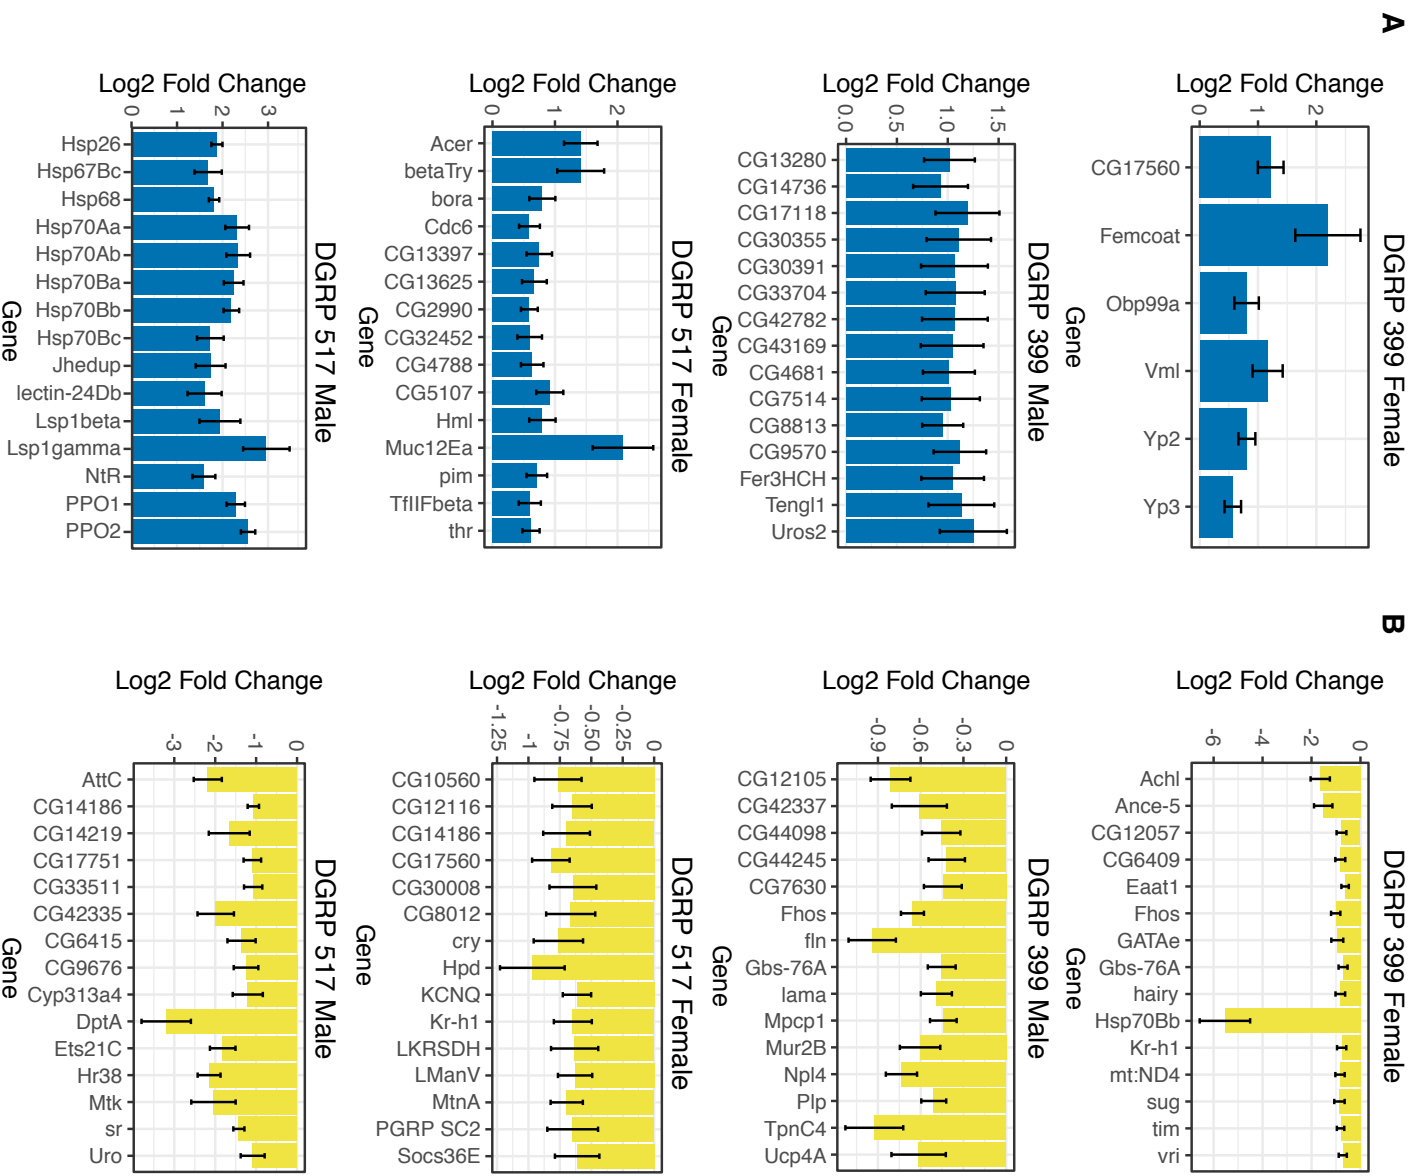 A
DGRP 399 Female
Log2 Fold Change
0
1
2
CG17560
Femcoat
Obp99a
Vml
Yp2
Yp3
Gene
DGRP 399 Male
Log2 Fold Change
0.0
0.5
1.0
1.5
CG13280
CG14736
CG17118
CG30355
CG30391
CG33704
CG42782
CG43169
CG4681
CG7514
CG8813
CG9570
Fer3HCH
Tengl1
Uros2
Gene
DGRP 517 Female
Log2 Fold Change
0
1
2
Acer
betaTry
bora
Cdc6
CG13397
CG13625
CG2990
CG32452
CG4788
CG5107
Hml
Muc12Ea
pim
TfIIFbeta
thr
Gene
DGRP 517 Male
Log2 Fold Change
0
1
2
3
Hsp26
Hsp67Bc
Hsp68
Hsp70Aa
Hsp70Ab
Hsp70Ba
Hsp70Bb
Hsp70Bc
Jhedup
lectin-24Db
Lsp1beta
Lsp1gamma
NtR
PPO1
PPO2
Gene
B
DGRP 399 Female
Log2 Fold Change
-6
-4
-2
0
Achl
Ance-5
CG12057
CG6409
Eaat1
Fhos
GATAe
Gbs-76A
hairy
Hsp70Bb
Kr-h1
mt:ND4
sug
tim
vri
Gene
DGRP 399 Male
Log2 Fold Change
-0.9
-0.6
-0.3
0
CG12105
CG42337
CG44098
CG44245
CG7630
Fhos
fln
Gbs-76A
lama
Mpcp1
Mur2B
Npl4
Plp
TpnC4
Ucp4A
Gene
DGRP 517 Female
Log2 Fold Change
-1.25
-1
-0.75
-0.50
-0.25
0
CG10560
CG12116
CG14186
CG17560
CG30008
CG8012
cry
Hpd
KCNQ
Kr-h1
LKRSDH
LManV
MtnA
PGRP SC2
Socs36E
Gene
DGRP 517 Male
Log2 Fold Change
-3
-2
-1
0
AttC
CG14186
CG14219
CG17751
CG33511
CG42335
CG6415
CG9676
Cyp313a4
DptA
Ets21C
Hr38
Mtk
sr
Uro
Gene